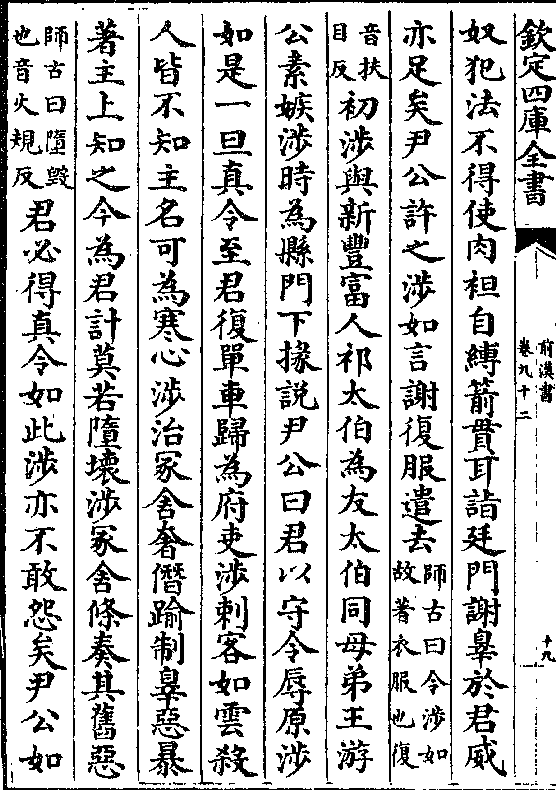 欽定四庫全書
前漢書
卷九十二
十九
奴犯法不得使肉袒自縛箭貫耳詣廷門謝辠於君威
亦足矣尹公許之涉如言謝復服遣去師古曰令涉如故著衣服也復
音扶目反初涉與新豐富人祁太伯為友太伯同母弟王游
公素嫉涉時為縣門下掾說尹公曰君以守令辱原涉
如是一旦真令至君復單車歸為府吏涉刺客如雲殺
人皆不知主名可為寒心涉治冢舍奢僭踰制辠惡暴
著主上知之今為君計莫若墮壞涉冢舍條奏其舊惡
師古曰墮毀也音火規反君必得真令如此涉亦不敢怨矣尹公如